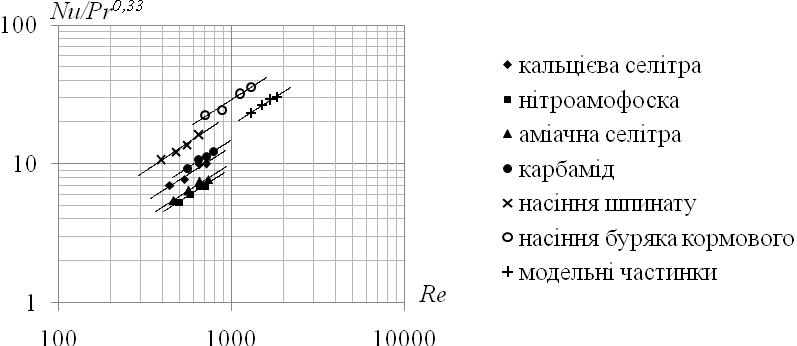 Nu/Pr^0,33
100
10
1
100
1000
10000
Re
кальцієва селітра
нітроамофоска
аміачна селітра
карбамід
насіння шпинату
насіння буряка кормового
модельні частинки